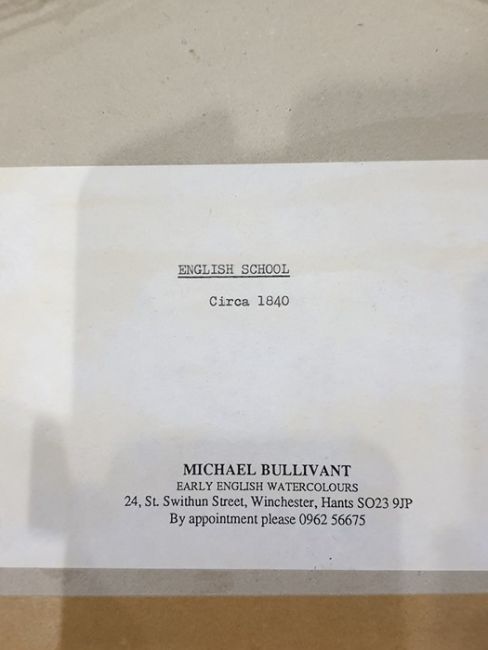 ENGLISH SCHOOL
Circa 1840
MICHAEL BULLIVANT
EARLY ENGLISH WATERCOLOURS
24, St. Swithun Street, Winchester, Hants SO23 9JP
By appointment please 0962 56675